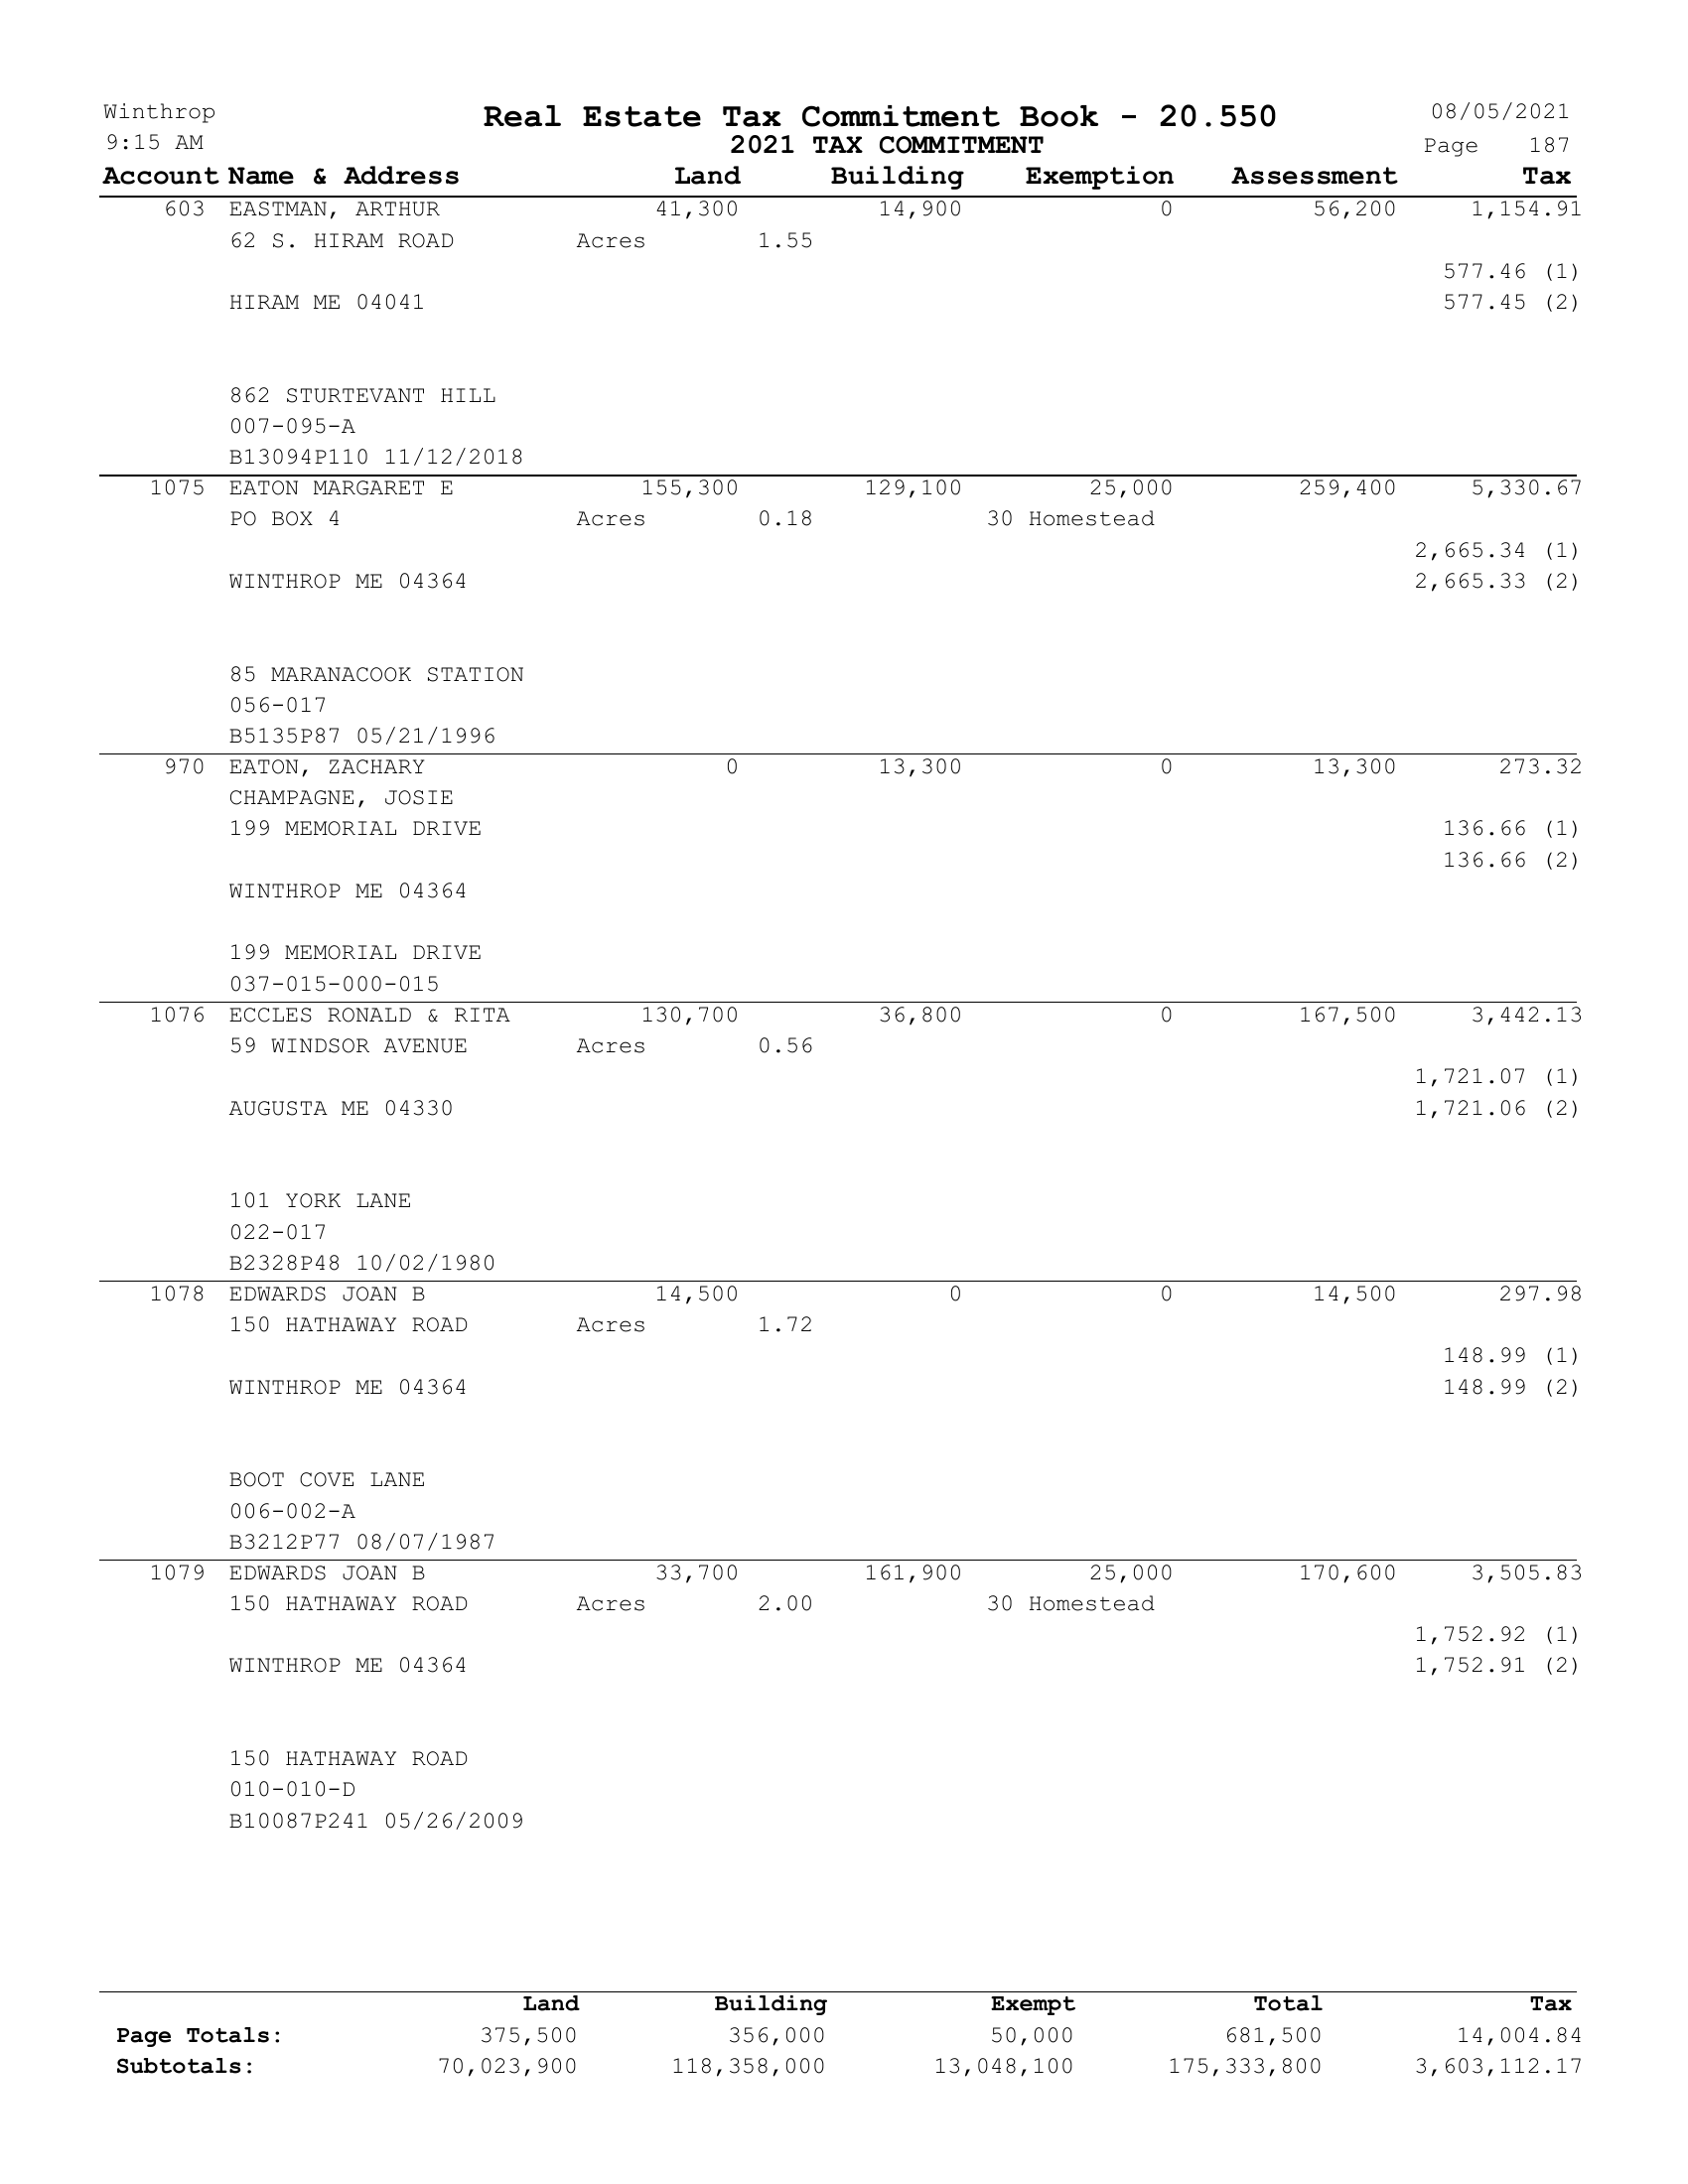 Winthrop Real Estate Tax Commitment Book - 20.550 08/05/2021
9:15 AM 2021 TAX COMMITMENT Page 187
Account Name & Address Land Building Exemption Assessment Tax
603 EASTMAN, ARTHUR 41,300 14,900 0 56,200 1,154.91
62 S. HIRAM ROAD Acres 1.55
577.46 (1)
HIRAM ME 04041 577.45 (2)
862 STURTEVANT HILL
007-095-A
B13094P110 11/12/2018
1075 EATON MARGARET E 155,300 129,100 25,000 259,400 5,330.67
PO BOX 4 Acres 0.18 30 Homestead
2,665.34 (1)
WINTHROP ME 04364 2,665.33 (2)
85 MARANACOOK STATION
056-017
B5135P87 05/21/1996
970 EATON, ZACHARY 0 13,300 0 13,300 273.32
CHAMPAGNE, JOSIE
199 MEMORIAL DRIVE 136.66 (1)
136.66 (2)
WINTHROP ME 04364
199 MEMORIAL DRIVE
037-015-000-015
1076 ECCLES RONALD & RITA 130,700 36,800 0 167,500 3,442.13
59 WINDSOR AVENUE Acres 0.56
1,721.07 (1)
AUGUSTA ME 04330 1,721.06 (2)
101 YORK LANE
022-017
B2328P48 10/02/1980
1078 EDWARDS JOAN B 14,500 0 0 14,500 297.98
150 HATHAWAY ROAD Acres 1.72
148.99 (1)
WINTHROP ME 04364 148.99 (2)
BOOT COVE LANE
006-002-A
B3212P77 08/07/1987
1079 EDWARDS JOAN B 33,700 161,900 25,000 170,600 3,505.83
150 HATHAWAY ROAD Acres 2.00 30 Homestead
1,752.92 (1)
WINTHROP ME 04364 1,752.91 (2)
150 HATHAWAY ROAD
010-010-D
B10087P241 05/26/2009
Land Building Exempt Total Tax
Page Totals: 375,500 356,000 50,000 681,500 14,004.84
Subtotals: 70,023,900 118,358,000 13,048,100 175,333,800 3,603,112.17